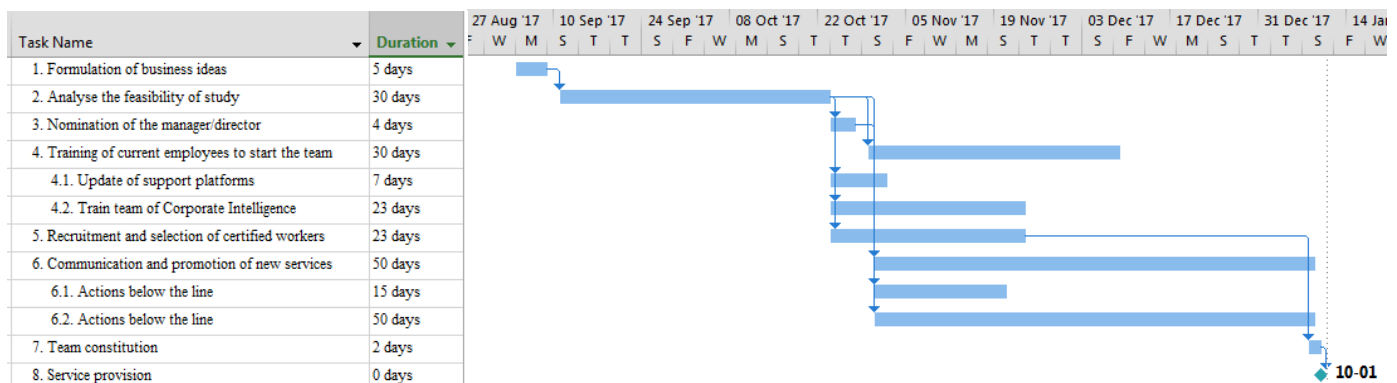 27 Aug '17 10 Sep '17 24 Sep '17 08 Oct '17 22 Oct '17 05 Nov '17 19 Nov '17 03 Dec '17 17 Dec '17 31 Dec '17 14 Jan
Task Name Duration F W M S T T S F W M S T T S F W M S T T S F W M S T T S F W
1. Formulation of business ideas 5 days
2. Analyse the feasibility of study 30 days
3. Nomination of the manager/director 4 days
4. Training of current employees to start the team 30 days
4.1. Update of support platforms 7 days
4.2. Train team of Corporate Intelligence 23 days
5. Recruitment and selection of certified workers 23 days
6. Communication and promotion of new services 50 days
6.1. Actions below the line 15 days
6.2. Actions below the line 50 days
7. Team constitution 2 days
8. Service provision 0 days 10-01